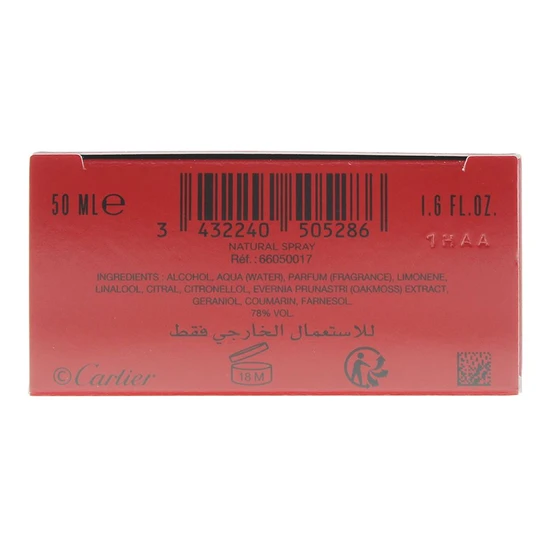 50 ML℮
1.6 FL.OZ.
3 432240 505286
1HAA
NATURAL SPRAY
Réf.: 66050017
INGREDIENTS : ALCOHOL, AQUA (WATER), PARFUM (FRAGRANCE), LIMONENE,
LINALOOL, CITRAL, CITRONELLOL, EVERNIA PRUNASTRI (OAKMOSS) EXTRACT,
GERANIOL, COUMARIN, FARNESOL.
78% VOL.
للاستعمال الخارجي فقط
18 M
©Cartier